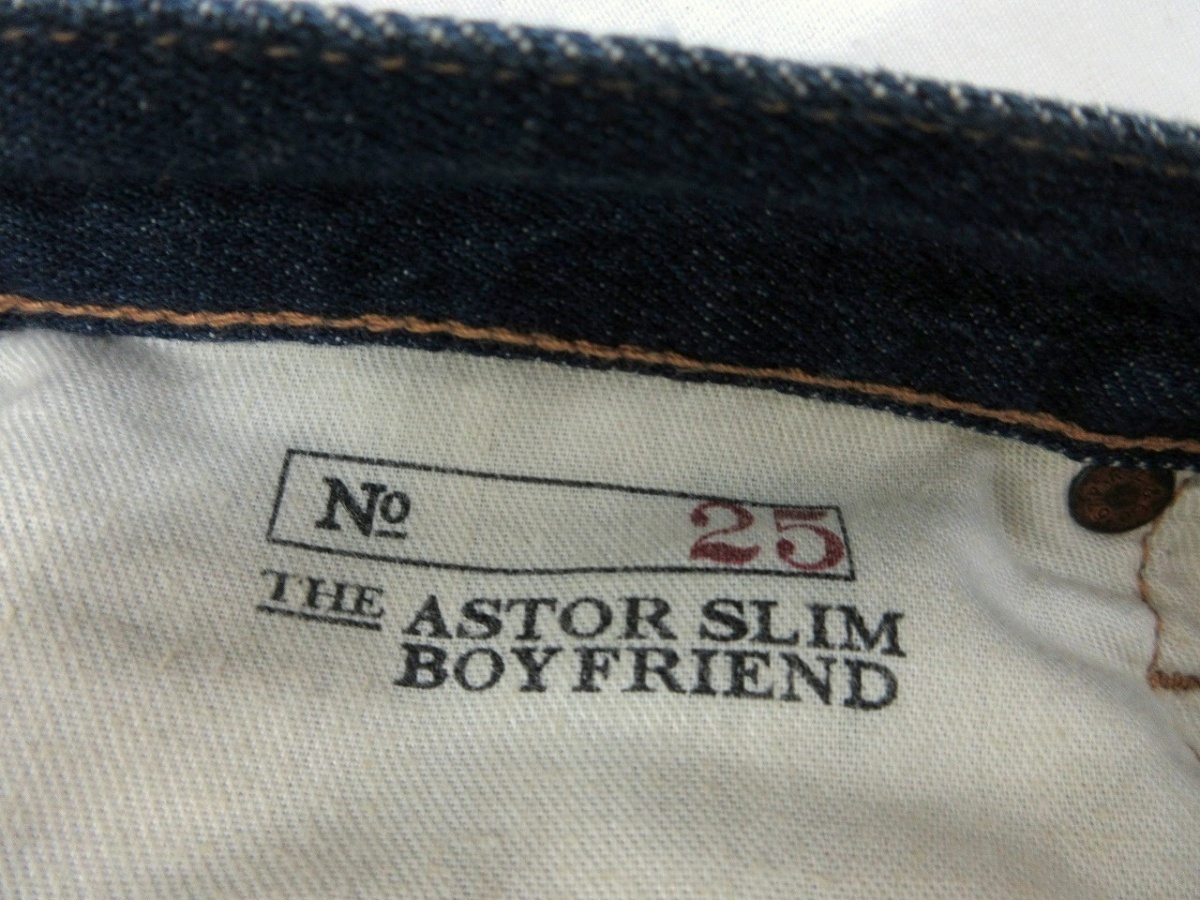 Nº 25
THE ASTOR SLIM
BOYFRIEND